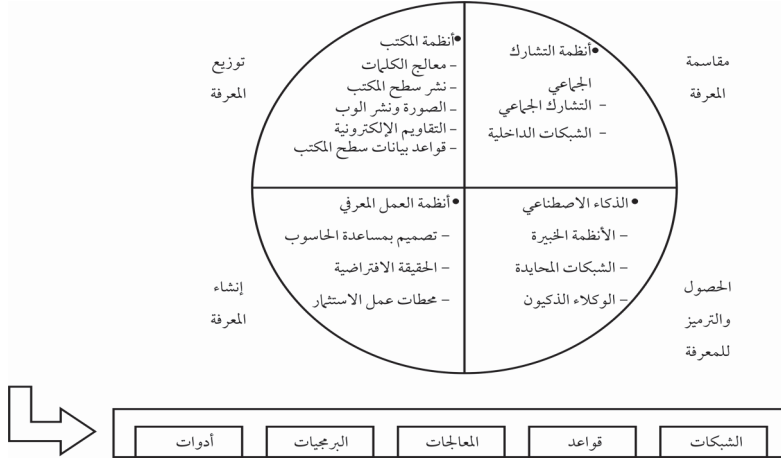 مقاسمة
المعرفة
•أنظمة التشارك
الجماعي
– التشارك الجماعي
– الشبكات الداخلية
•أنظمة المكتب
– معالج الكلمات
– نشر سطح المكتب
– الصورة ونشر الوب
– التقاويم الإلكترونية
– قواعد بيانات سطح المكتب
توزيع
المعرفة
• الذكاء الاصطناعي
– الأنظمة الخبيرة
– الشبكات المحايدة
– الوكلاء الذكيون
الحصول
والترميز
للمعرفة
•أنظمة العمل المعرفي
– تصميم بمساعدة الحاسوب
– الحقيقة الافتراضية
– محطات عمل الاستثمار
إنشاء
المعرفة
الشبكات
قواعد
المعالجات
البرمجيات
أدوات